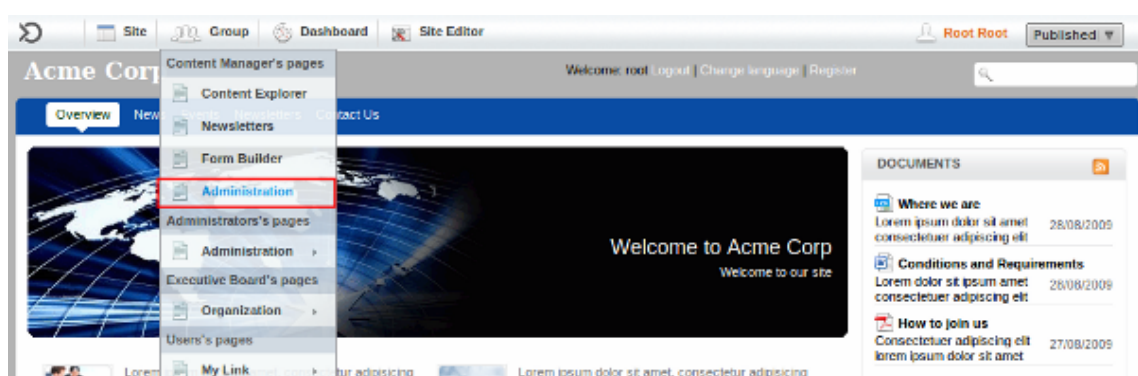 Site Group Dashboard Site Editor Root Root Published
Acme Corp Welcome: root Logout | Change language | Register
Overview News Events Newsletters Contact Us
Content Manager's pages
Content Explorer
Newsletters
Form Builder
Administration
Administrators's pages
Administration
Executive Board's pages
Organization
Users's pages
My Link
Welcome to Acme Corp
Welcome to our site
DOCUMENTS
Where we are
Lorem ipsum dolor sit amet 28/08/2009
consectetuer adipiscing elit
Conditions and Requirements
Lorem dolor sit ipsum amet 28/08/2009
consectetuer adipiscing elit
How to join us
Consectetuer adipiscing elit 27/08/2009
lorem ipsum dolor sit amet
Lorem
adipiscing
Lorem ipsum dolor sit amet, consectetur adipiscing